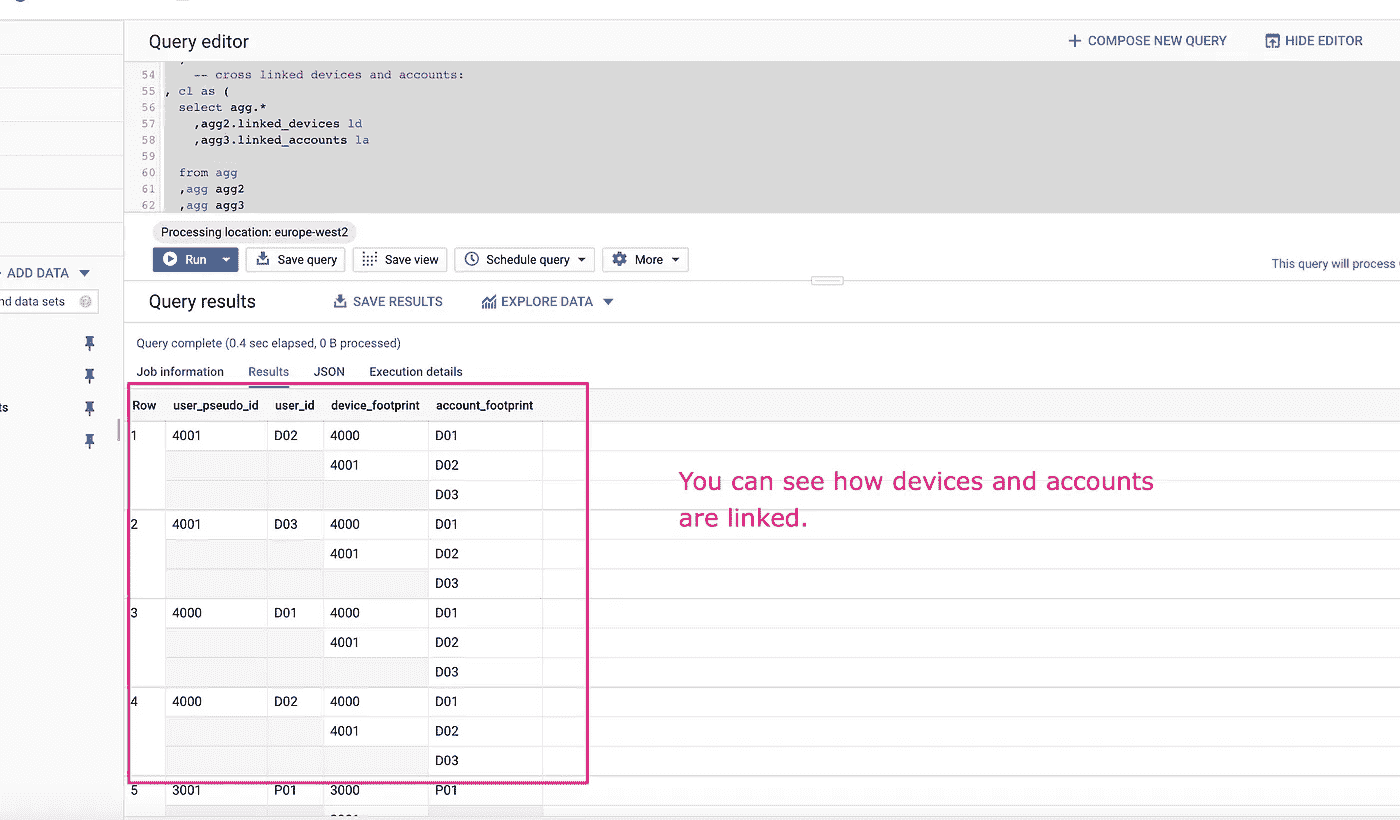 Query editor
COMPOSE NEW QUERY
HIDE EDITOR
54 -- cross linked devices and accounts:
55 , cl as (
56 select agg.*
57 ,agg2.linked_devices ld
58 ,agg3.linked_accounts la
59
60 from agg
61 ,agg agg2
62 ,agg agg3
Processing location: europe-west2
Run Save query Save view Schedule query More
This query will process
ADD DATA
nd data sets
ts
Query results SAVE RESULTS EXPLORE DATA
Query complete (0.4 sec elapsed, 0 B processed)
Job information Results JSON Execution details
Row user_pseudo_id user_id device_footprint account_footprint
1 4001 D02 4000 D01
4001 D02
D03
2 4001 D03 4000 D01
4001 D02
D03
3 4000 D01 4000 D01
4001 D02
D03
4 4000 D02 4000 D01
4001 D02
D03
5 3001 P01 3000 P01
You can see how devices and accounts
are linked.